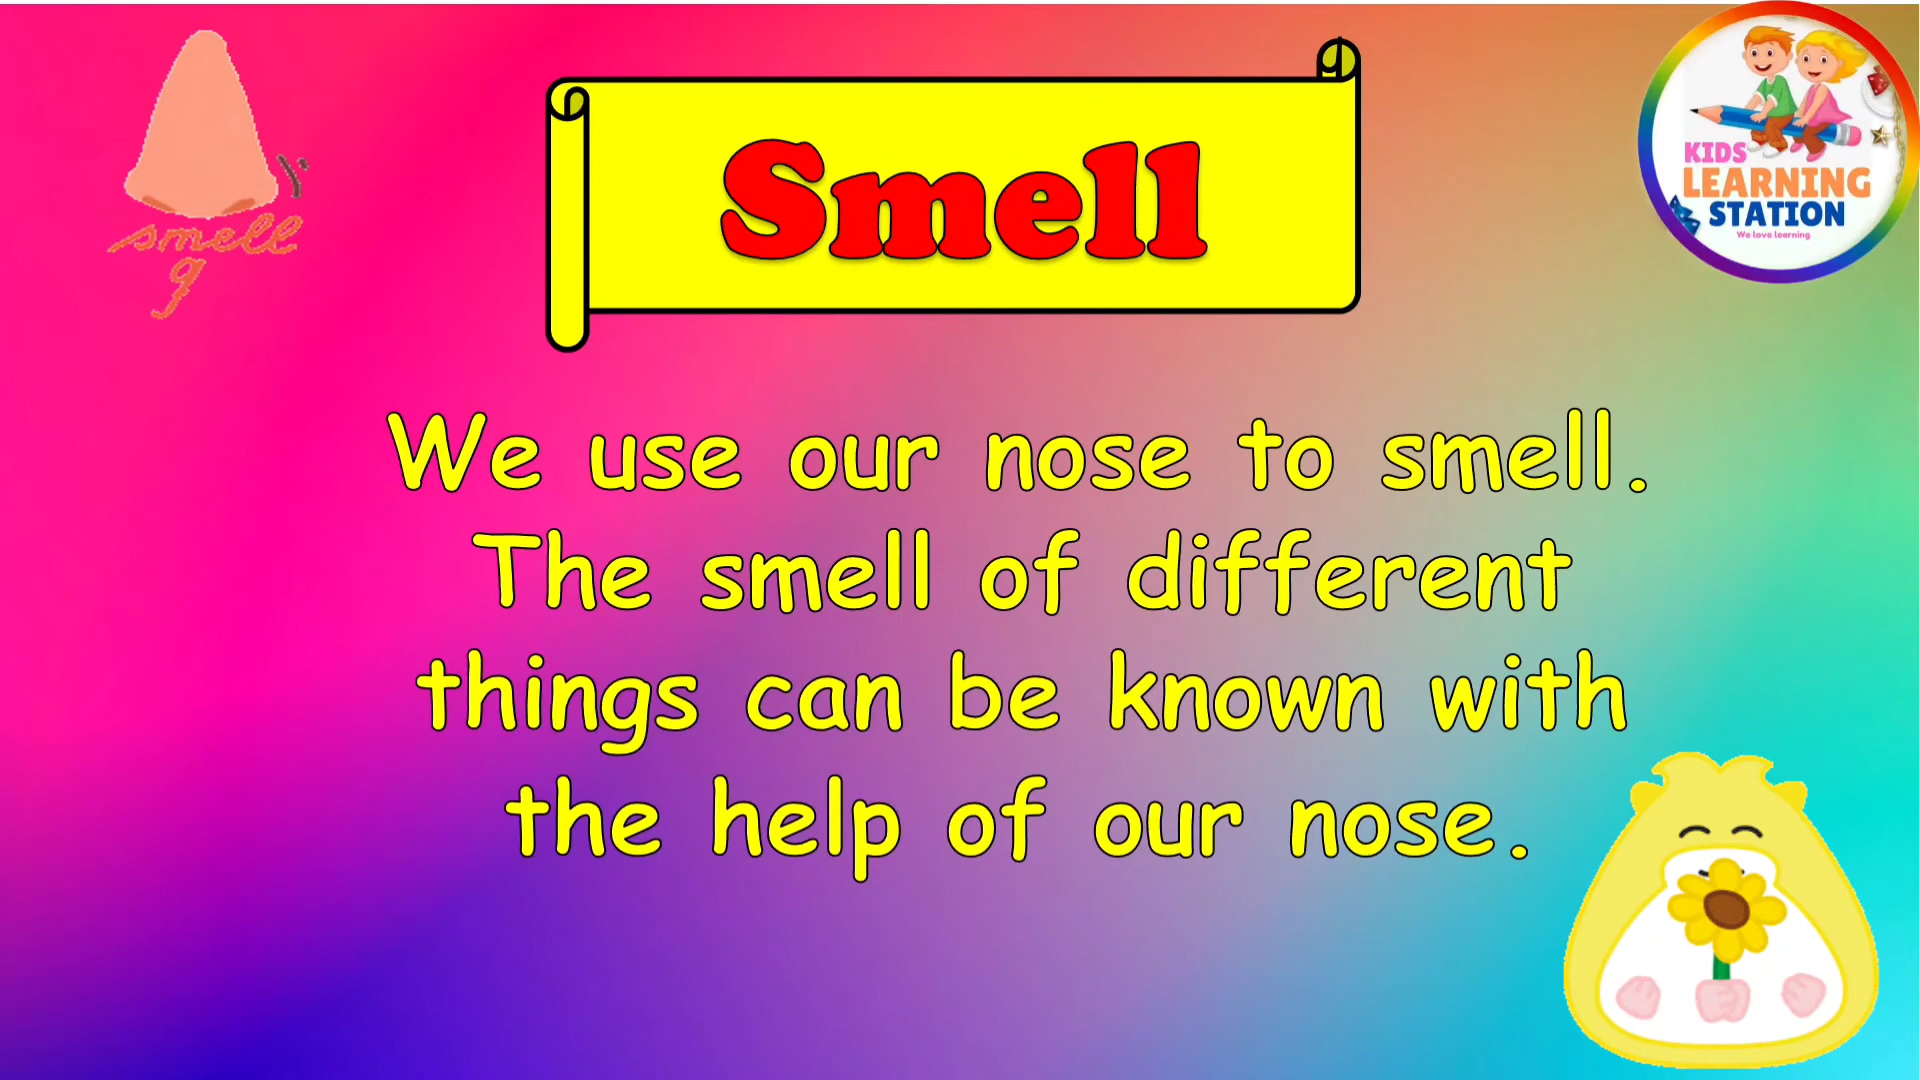 Smell
smell
g
KIDS
LEARNING
STATION
We love learning
We use our nose to smell.
The smell of different
things can be known with
the help of our nose.